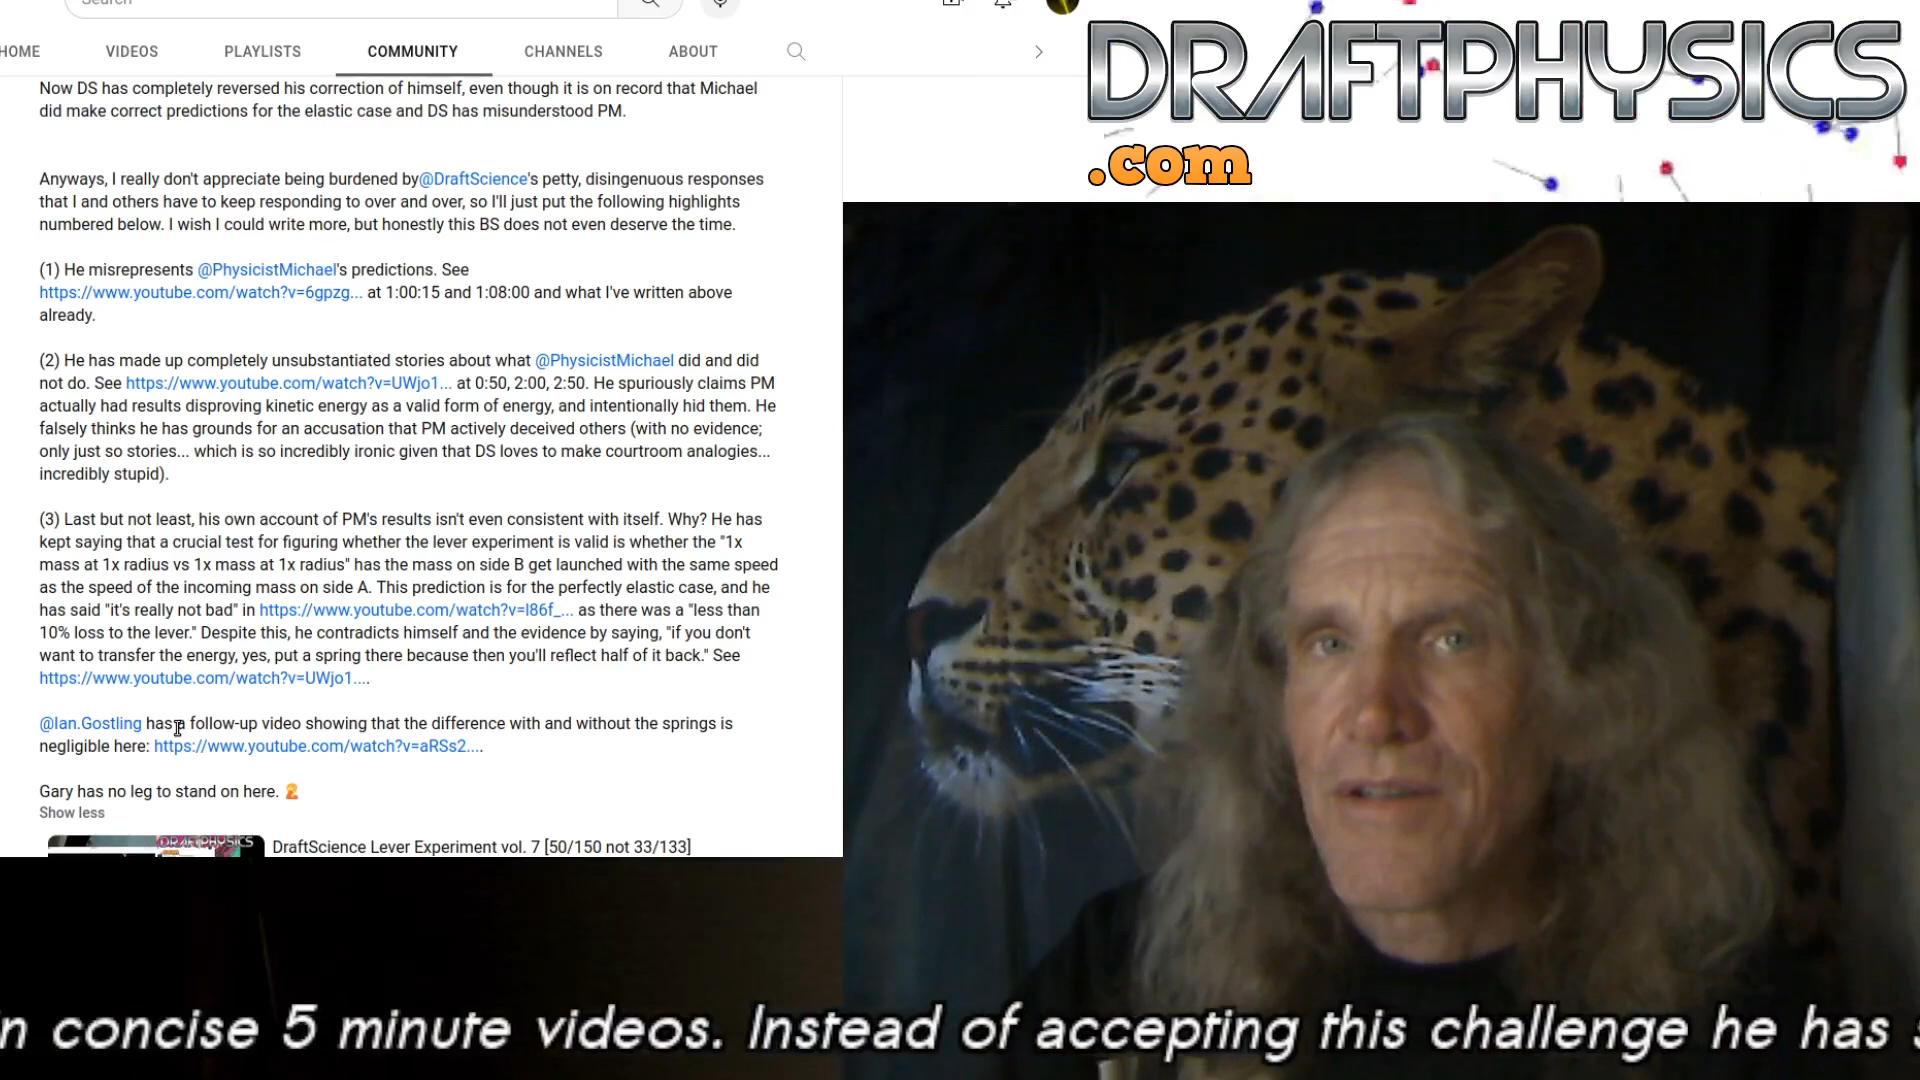 Search
HOME VIDEOS PLAYLISTS COMMUNITY CHANNELS ABOUT
DRAFTPHYSICS
.com
Now DS has completely reversed his correction of himself, even though it is on record that Michael
did make correct predictions for the elastic case and DS has misunderstood PM.
Anyways, I really don't appreciate being burdened by@DraftScience's petty, disingenuous responses
that I and others have to keep responding to over and over, so I'll just put the following highlights
numbered below. I wish I could write more, but honestly this BS does not even deserve the time.
(1) He misrepresents @PhysicistMichael's predictions. See
https://www.youtube.com/watch?v=6gpzg... at 1:00:15 and 1:08:00 and what I've written above
already.
(2) He has made up completely unsubstantiated stories about what @PhysicistMichael did and did
not do. See https://www.youtube.com/watch?v=UWjo1... at 0:50, 2:00, 2:50. He spuriously claims PM
actually had results disproving kinetic energy as a valid form of energy, and intentionally hid them. He
falsely thinks he has grounds for an accusation that PM actively deceived others (with no evidence;
only just so stories... which is so incredibly ironic given that DS loves to make courtroom analogies...
incredibly stupid).
(3) Last but not least, his own account of PM's results isn't even consistent with itself. Why? He has
kept saying that a crucial test for figuring whether the lever experiment is valid is whether the "1x
mass at 1x radius vs 1x mass at 1x radius" has the mass on side B get launched with the same speed
as the speed of the incoming mass on side A. This prediction is for the perfectly elastic case, and he
has said "it's really not bad" in https://www.youtube.com/watch?v=l86f_... as there was a "less than
10% loss to the lever." Despite this, he contradicts himself and the evidence by saying, "if you don't
want to transfer the energy, yes, put a spring there because then you'll reflect half of it back." See
https://www.youtube.com/watch?v=UWjo1....
@Ian.Gostling has a follow-up video showing that the difference with and without the springs is
negligible here: https://www.youtube.com/watch?v=aRSs2....
Gary has no leg to stand on here.
Show less
DRAFTPHYSICS
DraftScience Lever Experiment vol. 7 [50/150 not 33/133]
n concise 5 minute videos. Instead of accepting this challenge he has s